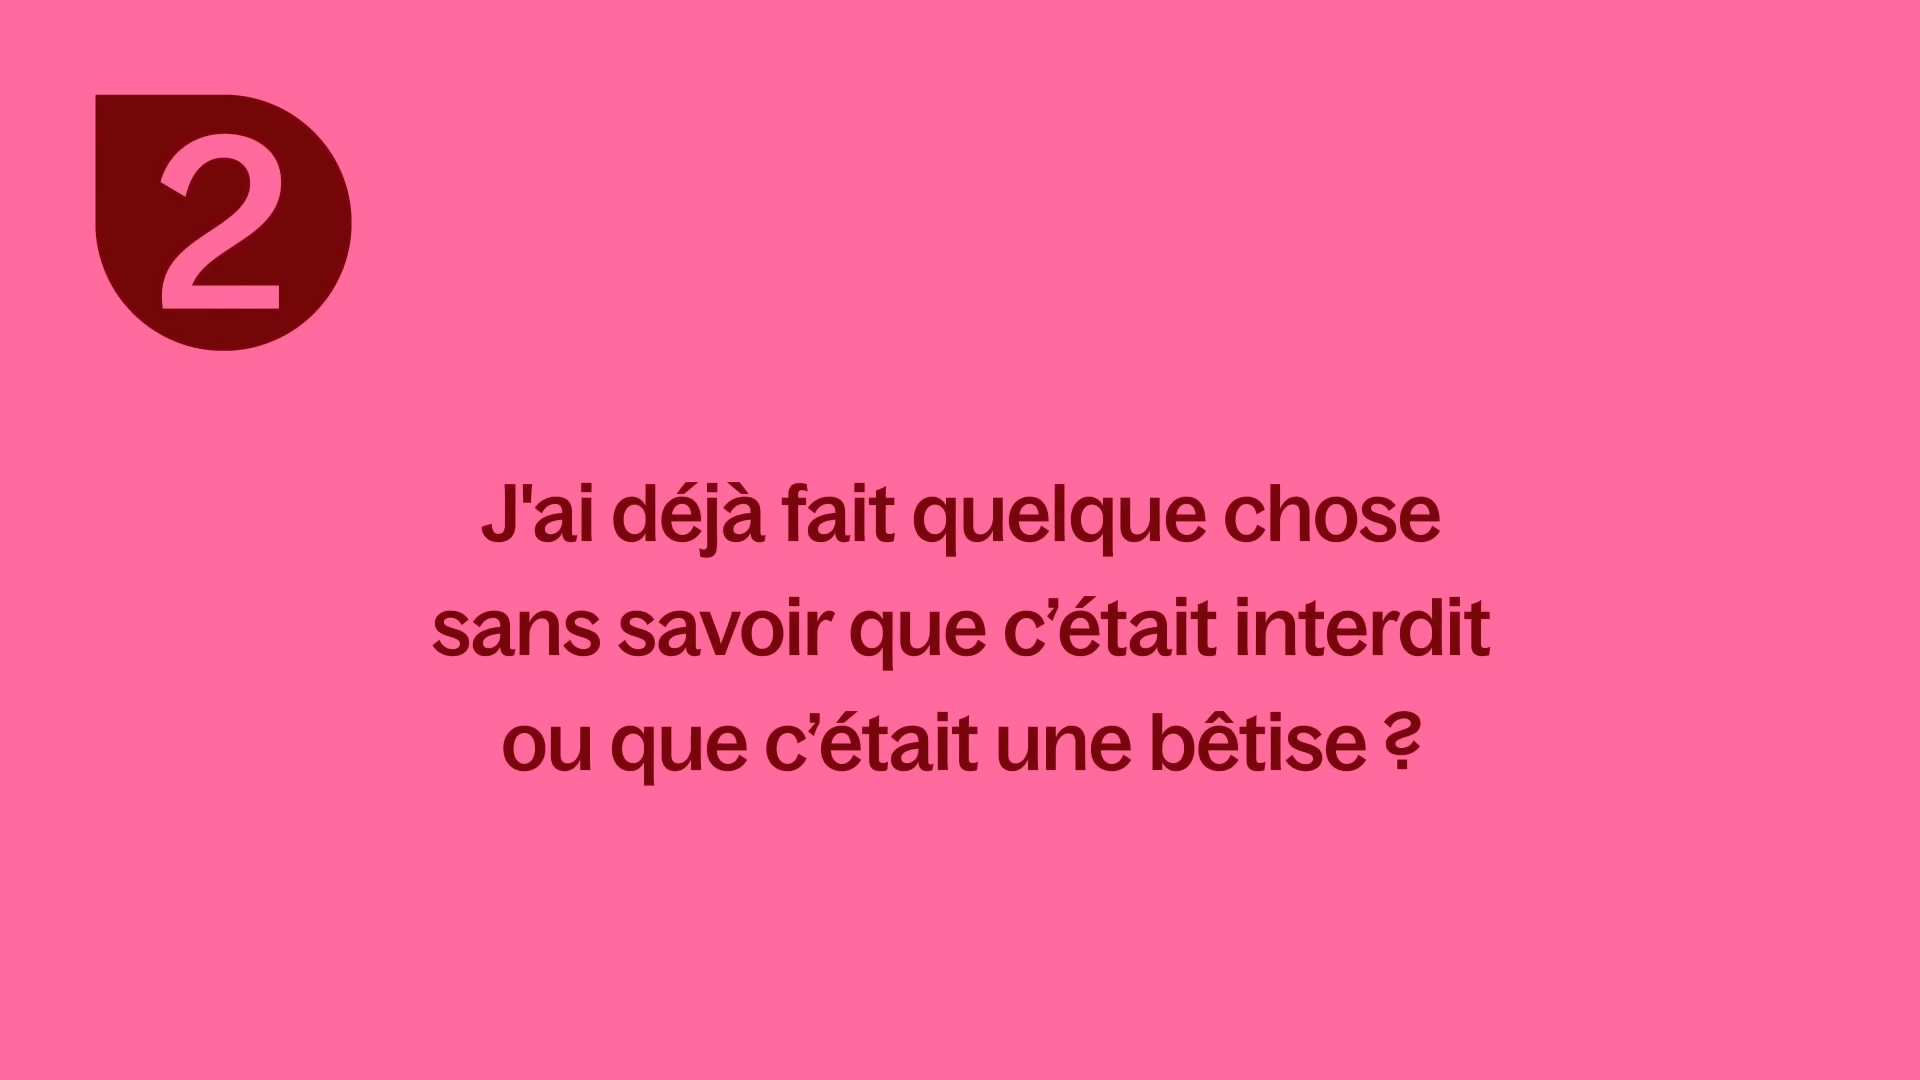 2
J'ai déjà fait quelque chose
sans savoir que c’était interdit
ou que c’était une bêtise ?